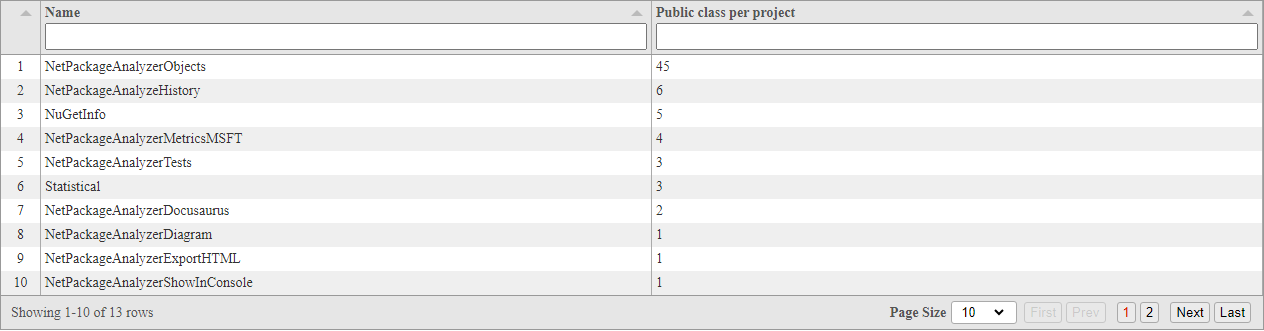 Name Public class per project
1 NetPackageAnalyzerObjects 45
2 NetPackageAnalyzeHistory 6
3 NuGetInfo 5
4 NetPackageAnalyzerMetricsMSFT 4
5 NetPackageAnalyzerTests 3
6 Statistical 3
7 NetPackageAnalyzerDocusaurus 2
8 NetPackageAnalyzerDiagram 1
9 NetPackageAnalyzerExportHTML 1
10 NetPackageAnalyzerShowInConsole 1
Showing 1-10 of 13 rows Page Size 10 First Prev 1 2 Next Last